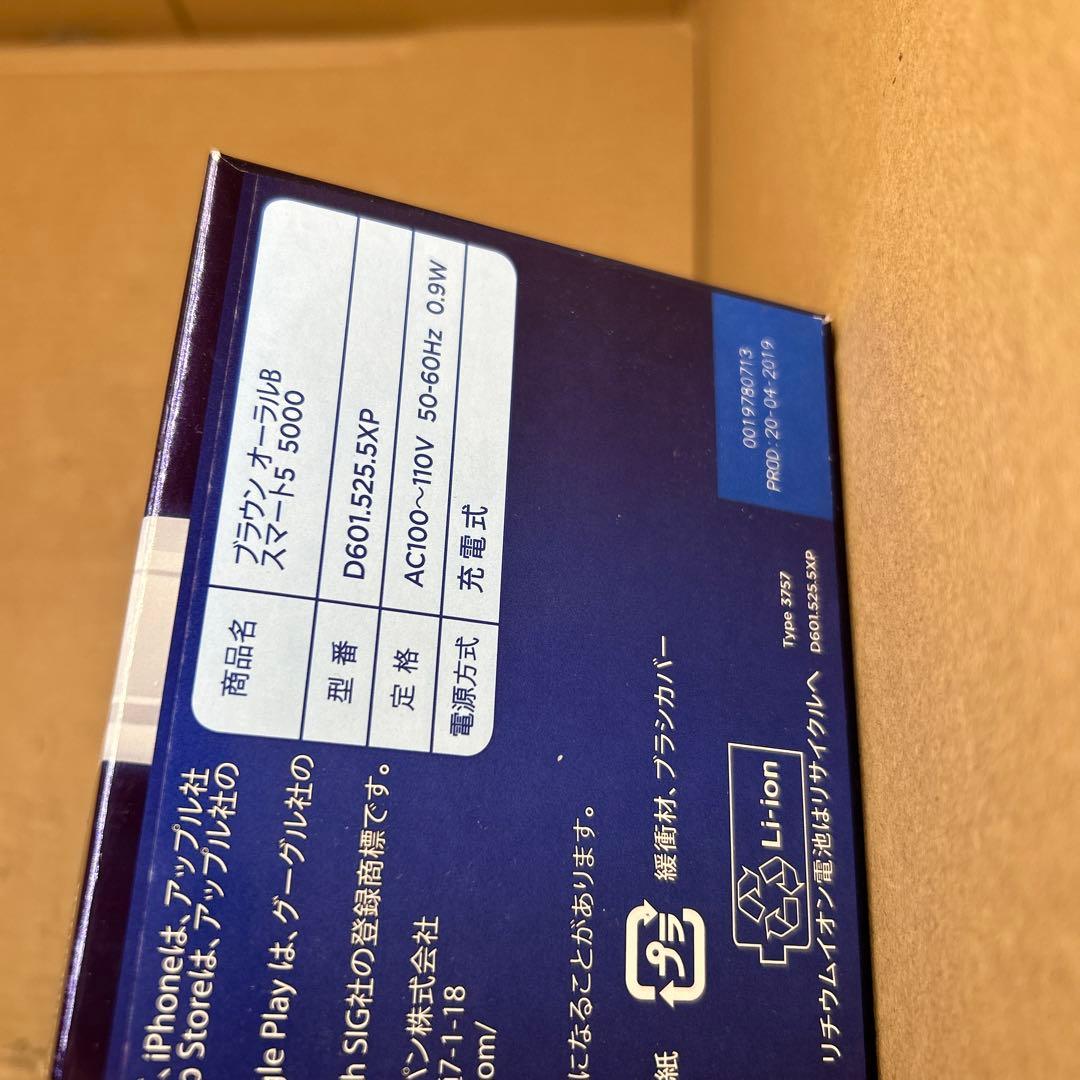 商品名 ブラウン オーラルB
スマート5 5000
型番 D601.525.5XP
定格 AC100〜110V 50-60Hz 0.9W
電源方式 充電式
、iPhoneは、アップル社
Storeは、アップル社の
Play は、グーグル社の
SIG社の登録商標です。
パン株式会社
7-1-18
om/
になることがあります。
紙 プラ 緩衝材、ブラシカバー
Li-ion
リチウムイオン電池はリサイクルへ
Type 3757
D601.525.5XP
0019780713
PROD : 20-04-2019